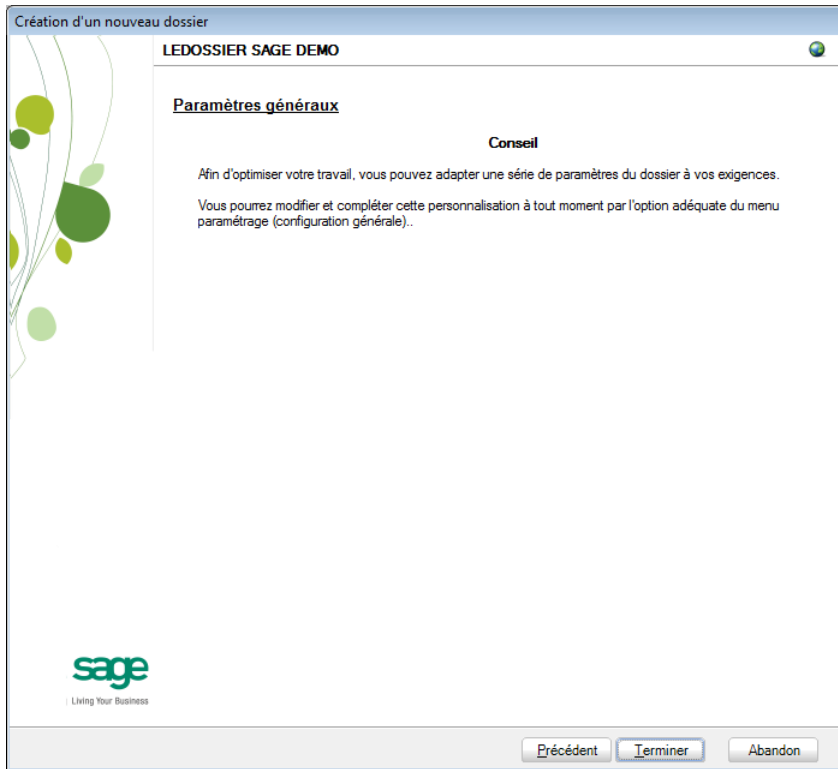 Création d'un nouveau dossier
LEDOSSIER SAGE DEMO
Paramètres généraux
Conseil
Afin d'optimiser votre travail, vous pouvez adapter une série de paramètres du dossier à vos exigences.
Vous pourrez modifier et compléter cette personnalisation à tout moment par l'option adéquate du menu
paramétrage (configuration générale)..
sage
Living Your Business
Précédent Terminer Abandon